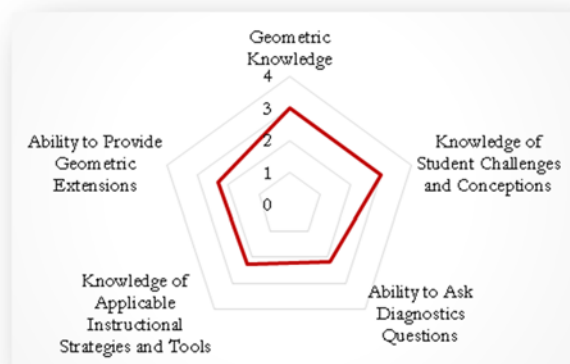 Geometric
Knowledge
4
3
2
1
0
Ability to Provide
Geometric
Extensions
Knowledge of
Student Challenges
and Conceptions
Knowledge of
Applicable
Instructional
Strategies and Tools
Ability to Ask
Diagnostics
Questions